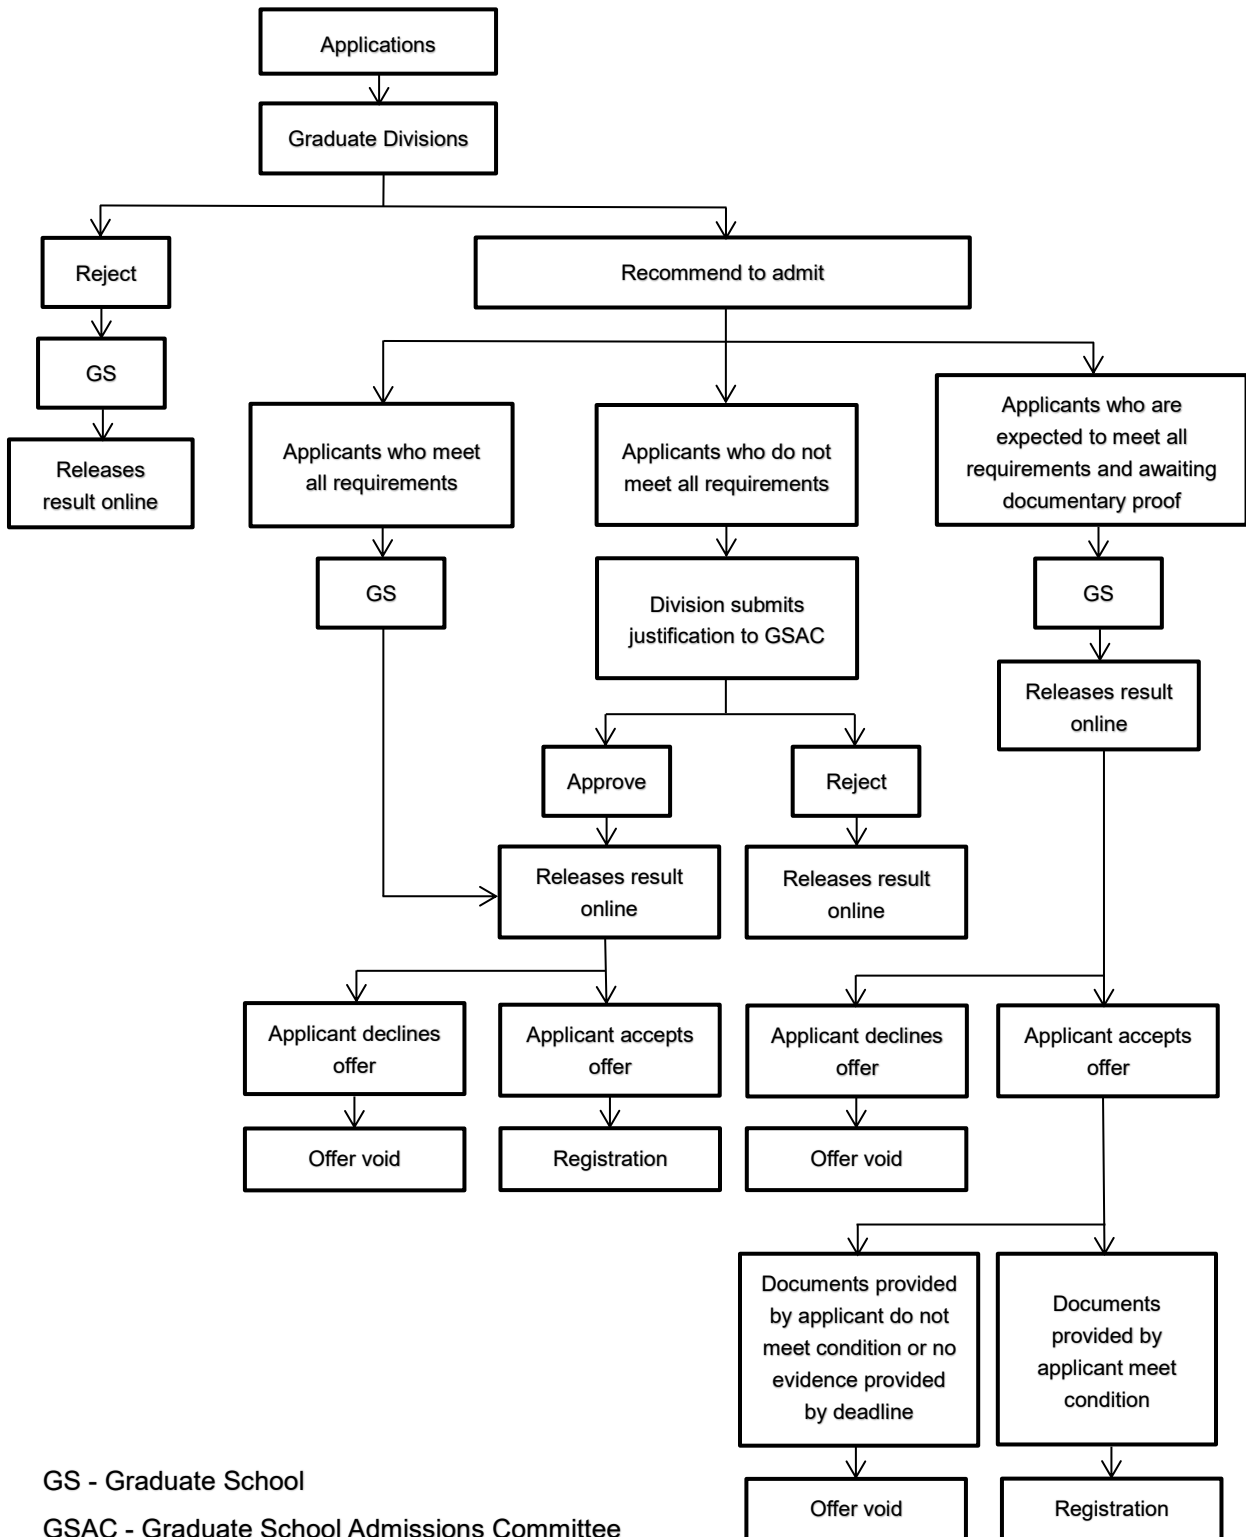 Applications
Graduate Divisions
Reject
Recommend to admit
GS
Releases
result online
Applicants who meet
all requirements
Applicants who do not
meet all requirements
Applicants who are
expected to meet all
requirements and awaiting
documentary proof
GS
Division submits
justification to GSAC
GS
Releases result
online
Approve
Reject
Releases result
online
Releases result
online
Applicant declines
offer
Applicant accepts
offer
Applicant declines
offer
Applicant accepts
offer
Offer void
Registration
Offer void
Documents provided
by applicant do not
meet condition or no
evidence provided
by deadline
Documents
provided by
applicant meet
condition
Offer void
Registration
GS - Graduate School
GSAC - Graduate School Admissions Committee